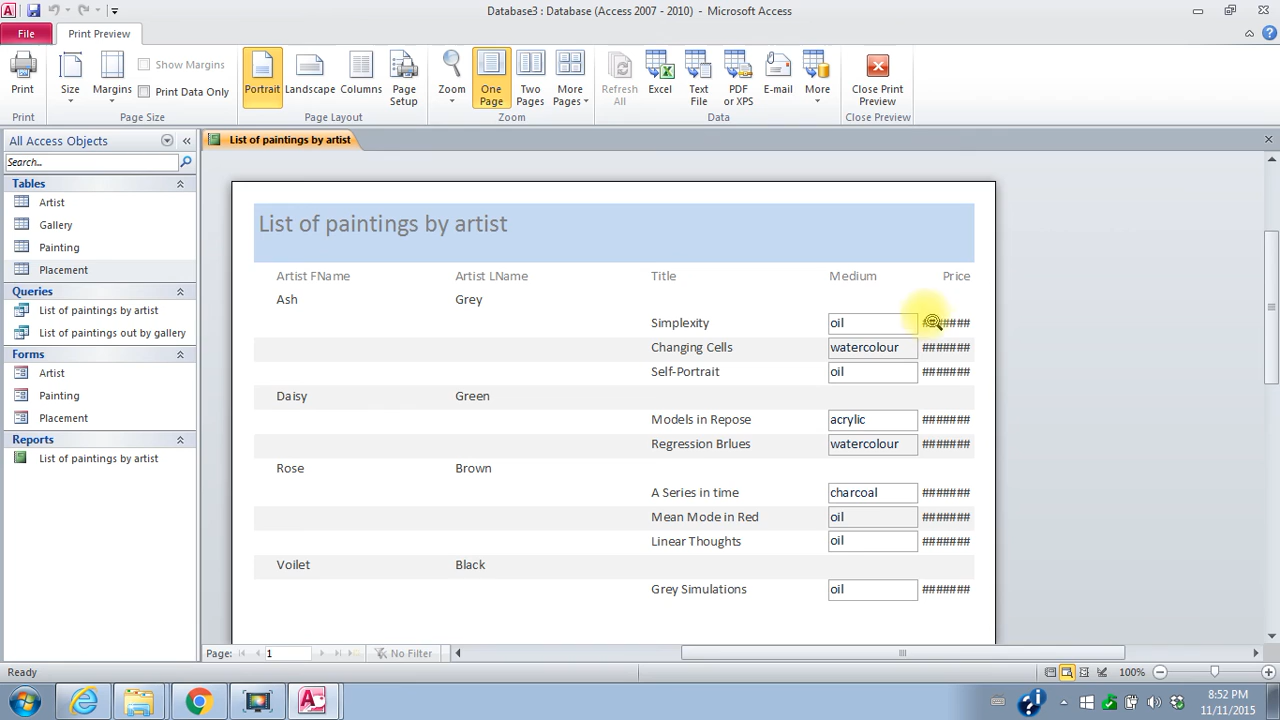 Database3 : Database (Access 2007 - 2010) - Microsoft Access
File Print Preview
Print Size Margins Show Margins Print Data Only Portrait Landscape Columns Page Setup Zoom One Page Two Pages More Pages Refresh All Excel Text File PDF or XPS E-mail More Close Print Preview
Print Page Size Page Layout Zoom Data Close Preview
All Access Objects
Search...
Tables
Artist
Gallery
Painting
Placement
Queries
List of paintings by artist
List of paintings out by gallery
Forms
Artist
Painting
Placement
Reports
List of paintings by artist
List of paintings by artist
List of paintings by artist
Artist FName Artist LName Title Medium Price
Ash Grey
Simplexity oil #######
Changing Cells watercolour #######
Self-Portrait oil #######
Daisy Green
Models in Repose acrylic #######
Regression Brlues watercolour #######
Rose Brown
A Series in time charcoal #######
Mean Mode in Red oil #######
Linear Thoughts oil #######
Voilet Black
Grey Simulations oil #######
Page: 1 No Filter
Ready 100%
8:52 PM
11/11/2015